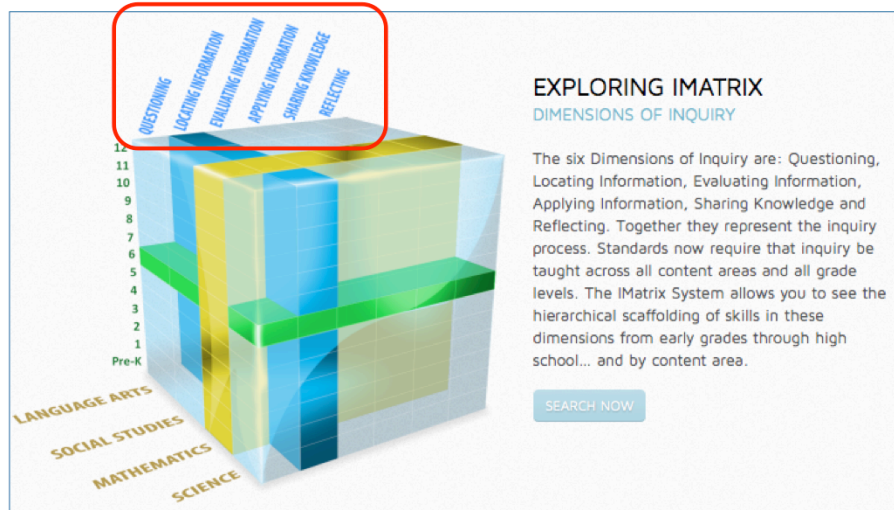 QUESTIONING
LOCATING INFORMATION
EVALUATING INFORMATION
APPLYING INFORMATION
SHARING KNOWLEDGE
REFLECTING
12
11
10
9
8
7
6
5
4
3
2
1
Pre-K
LANGUAGE ARTS
SOCIAL STUDIES
MATHEMATICS
SCIENCE
EXPLORING IMATRIX
DIMENSIONS OF INQUIRY
The six Dimensions of Inquiry are: Questioning,
Locating Information, Evaluating Information,
Applying Information, Sharing Knowledge and
Reflecting. Together they represent the inquiry
process. Standards now require that inquiry be
taught across all content areas and all grade
levels. The IMatrix System allows you to see the
hierarchical scaffolding of skills in these
dimensions from early grades through high
school... and by content area.
SEARCH NOW